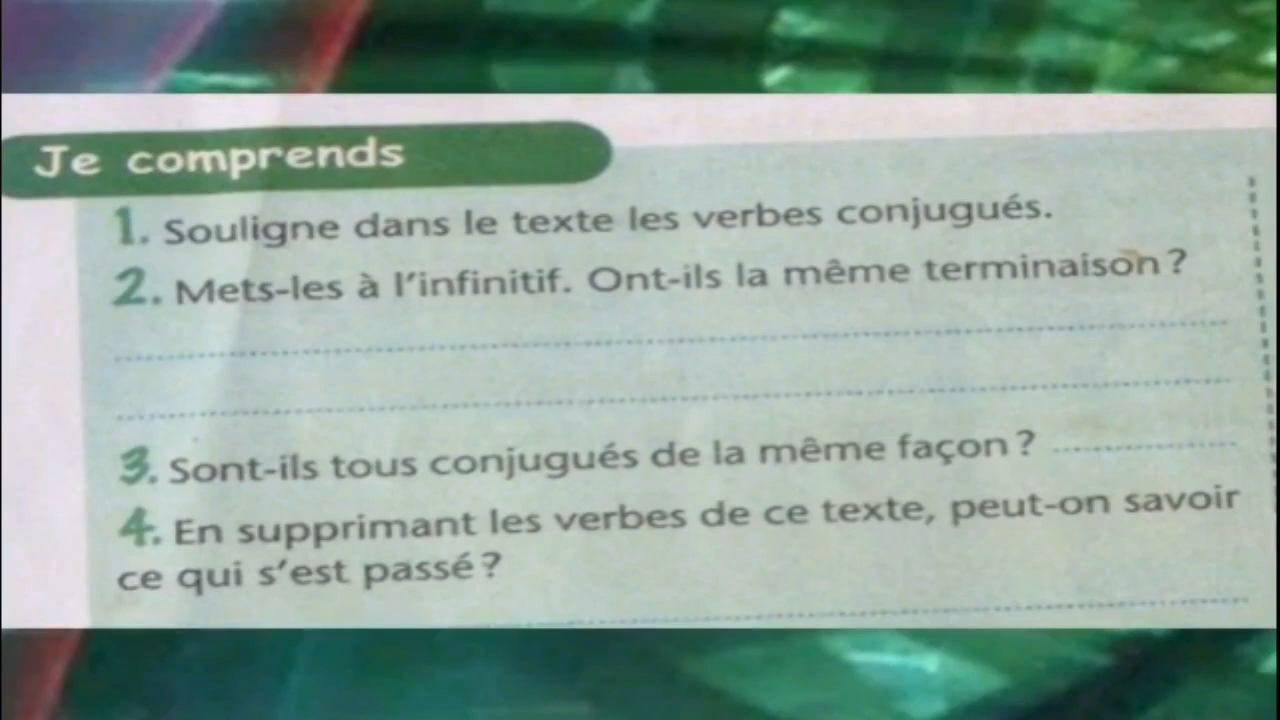 Je comprends
1. Souligne dans le texte les verbes conjugués.
2. Mets-les à l'infinitif. Ont-ils la même terminaison ?
3. Sont-ils tous conjugués de la même façon ?
4. En supprimant les verbes de ce texte, peut-on savoir
ce qui s'est passé ?